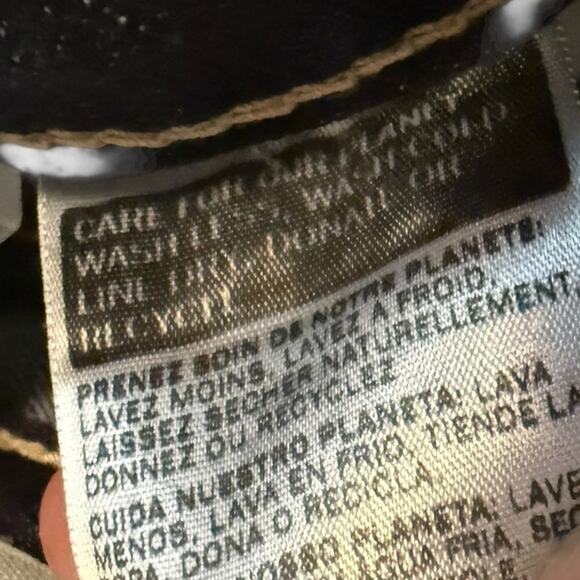 CARE FOR OUR PLANET
WASH LESS, WASH COLD
LINE DRY, DONATE OR
RECYCLE
PRENEZ SOIN DE NOTRE PLANETE:
LAVEZ MOINS, LAVEZ A FROID,
LAISSEZ SECHER NATURELLEMENT,
DONNEZ OU RECYCLEZ
CUIDA NUESTRO PLANETA: LAVA
MENOS, LAVA EN FRIO, TIENDE LA
ROPA, DONA O RECICLA.
NOSSO PLANETA: LAVE
AGUA FRIA, SEC